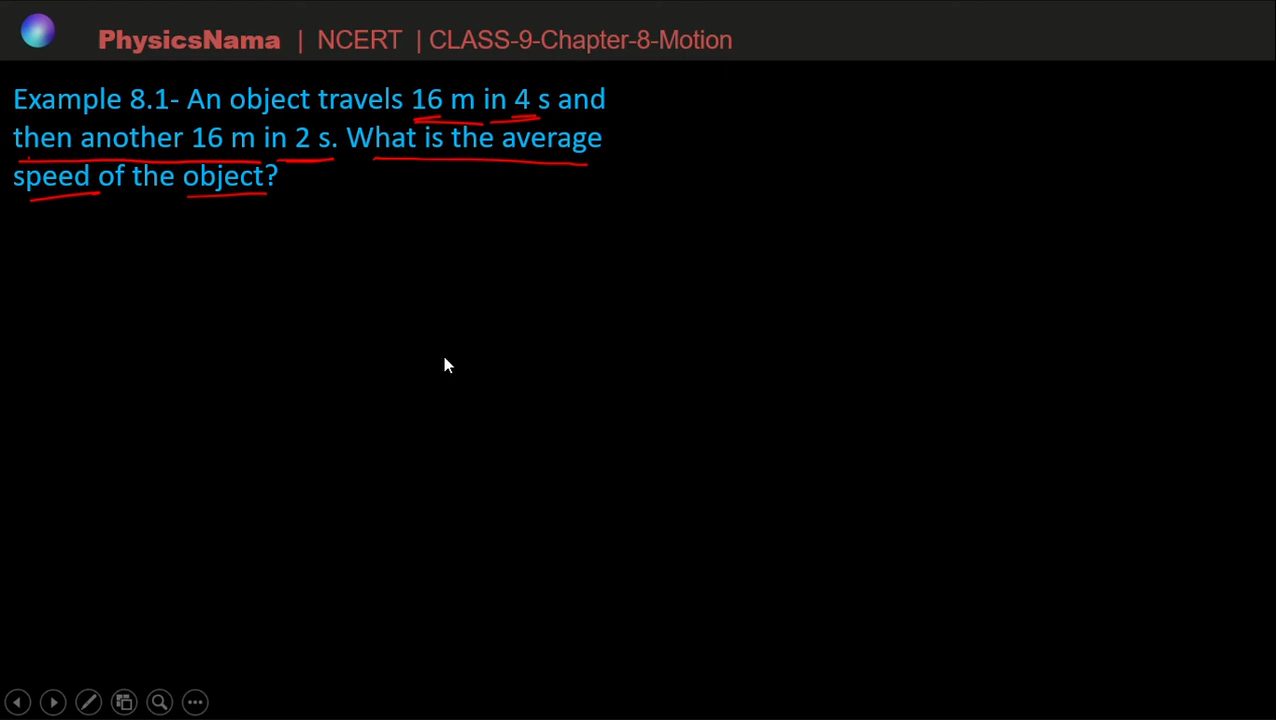 PhysicsNama | NCERT | CLASS-9-Chapter-8-Motion
Example 8.1- An object travels 16 m in 4 s and
then another 16 m in 2 s. What is the average
speed of the object?